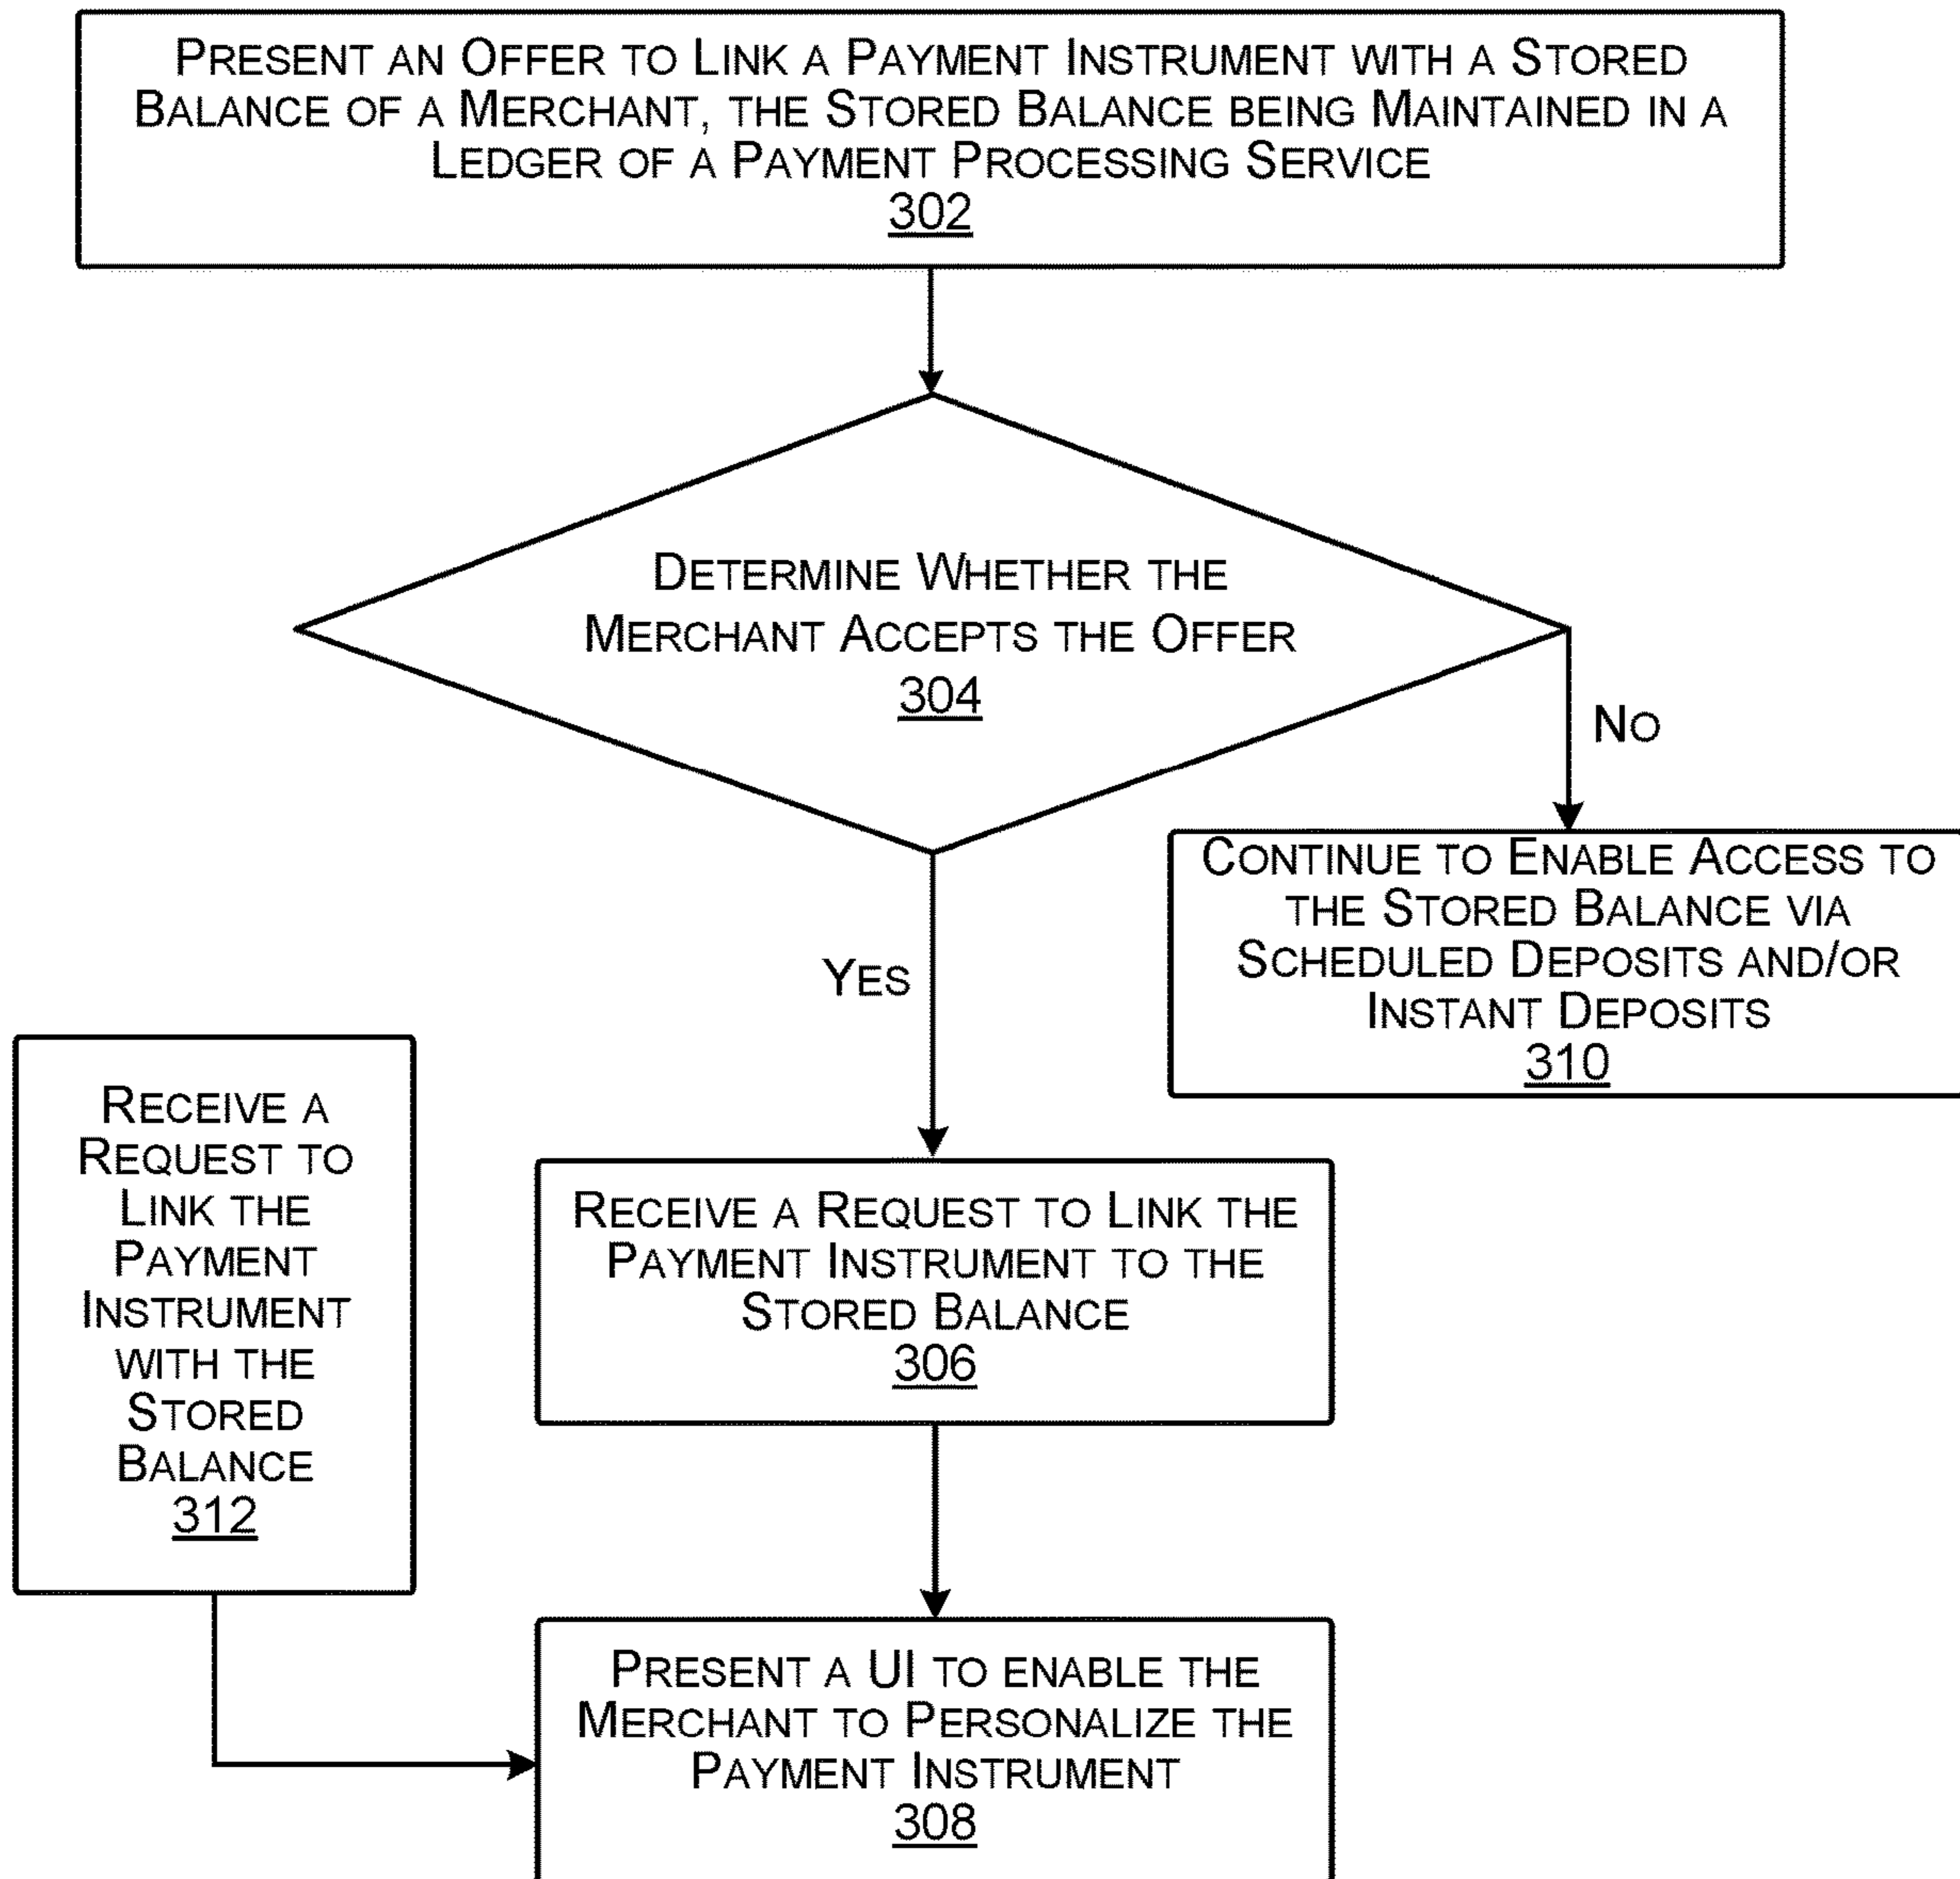 PRESENT AN OFFER TO LINK A PAYMENT INSTRUMENT WITH A STORED
BALANCE OF A MERCHANT, THE STORED BALANCE BEING MAINTAINED IN A
LEDGER OF A PAYMENT PROCESSING SERVICE
302
DETERMINE WHETHER THE
MERCHANT ACCEPTS THE OFFER
304
NO
CONTINUE TO ENABLE ACCESS TO
THE STORED BALANCE VIA
SCHEDULED DEPOSITS AND/OR
INSTANT DEPOSITS
310
YES
RECEIVE A REQUEST TO LINK THE
PAYMENT INSTRUMENT TO THE
STORED BALANCE
306
RECEIVE A
REQUEST TO
LINK THE
PAYMENT
INSTRUMENT
WITH THE
STORED
BALANCE
312
PRESENT A UI TO ENABLE THE
MERCHANT TO PERSONALIZE THE
PAYMENT INSTRUMENT
308